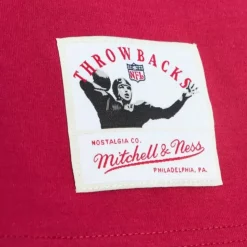 THROWBACKS
NFL
NOSTALGIA CO.
Mitchell & Ness
PHILADELPHIA, PA.